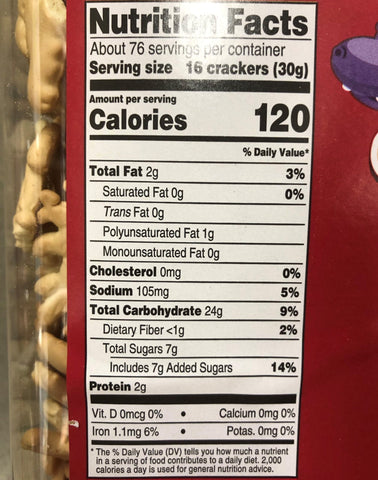 Nutrition Facts
About 76 servings per container
Serving size 16 crackers (30g)
Amount per serving
Calories 120
% Daily Value*
Total Fat 2g 3%
Saturated Fat 0g 0%
Trans Fat 0g
Polyunsaturated Fat 1g
Monounsaturated Fat 0g
Cholesterol 0mg 0%
Sodium 105mg 5%
Total Carbohydrate 24g 9%
Dietary Fiber <1g 2%
Total Sugars 7g
Includes 7g Added Sugars 14%
Protein 2g
Vit. D 0mcg 0% • Calcium 0mg 0%
Iron 1.1mg 6% • Potas. 0mg 0%
* The % Daily Value (DV) tells you how much a nutrient
in a serving of food contributes to a daily diet. 2,000
calories a day is used for general nutrition advice.